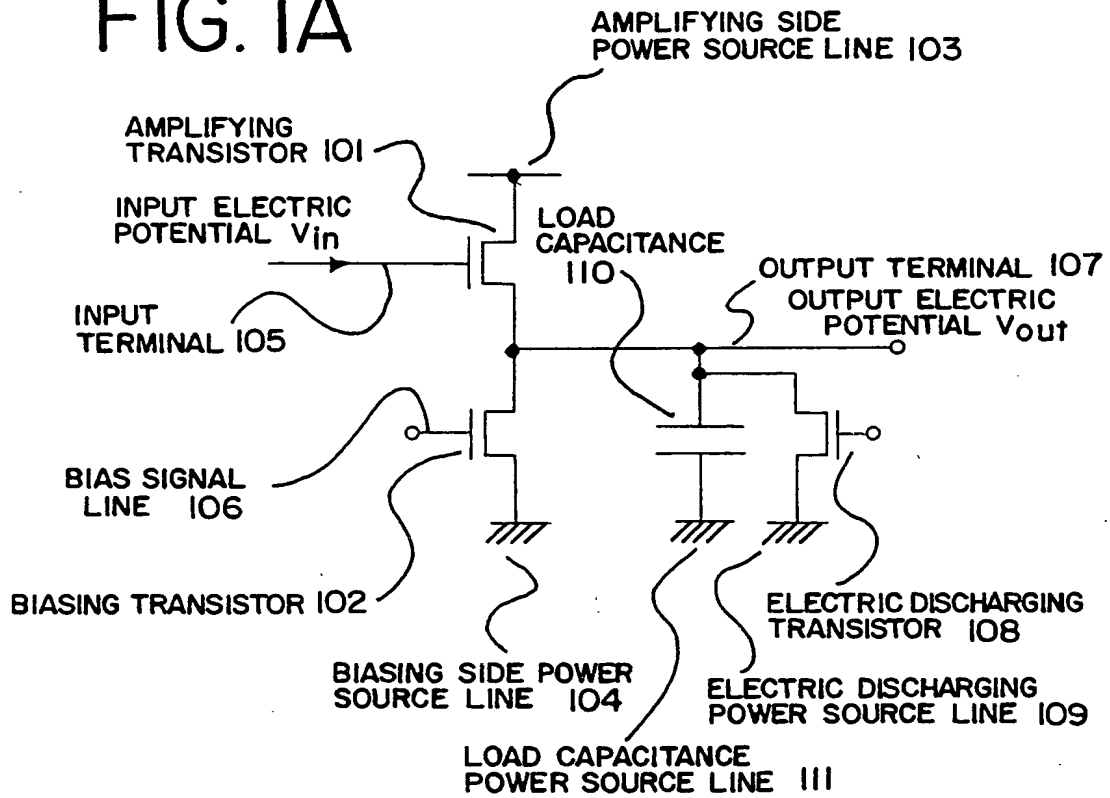 FIG. 1A
AMPLIFYING SIDE
POWER SOURCE LINE 103
AMPLIFYING
TRANSISTOR 101
INPUT ELECTRIC
POTENTIAL Vin
LOAD
CAPACITANCE
110
OUTPUT TERMINAL 107
OUTPUT ELECTRIC
POTENTIAL Vout
INPUT
TERMINAL 105
BIAS SIGNAL
LINE 106
BIASING TRANSISTOR 102
ELECTRIC DISCHARGING
TRANSISTOR 108
BIASING SIDE POWER
SOURCE LINE 104
ELECTRIC DISCHARGING
POWER SOURCE LINE 109
LOAD CAPACITANCE
POWER SOURCE LINE 111